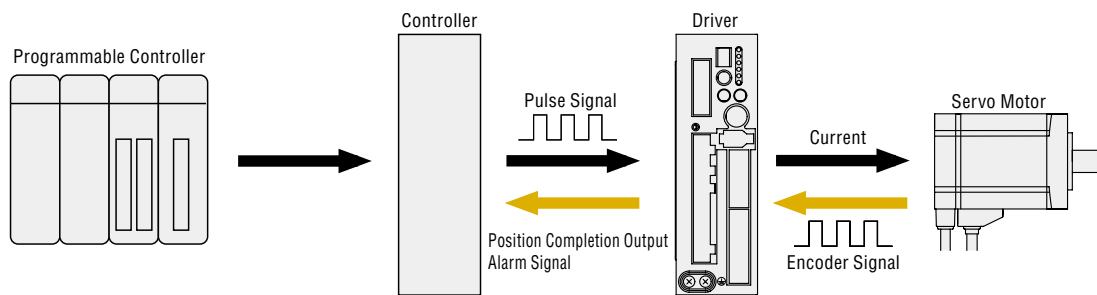 Programmable Controller
Controller
Driver
Servo Motor
Pulse Signal
Current
Position Completion Output
Alarm Signal
Encoder Signal